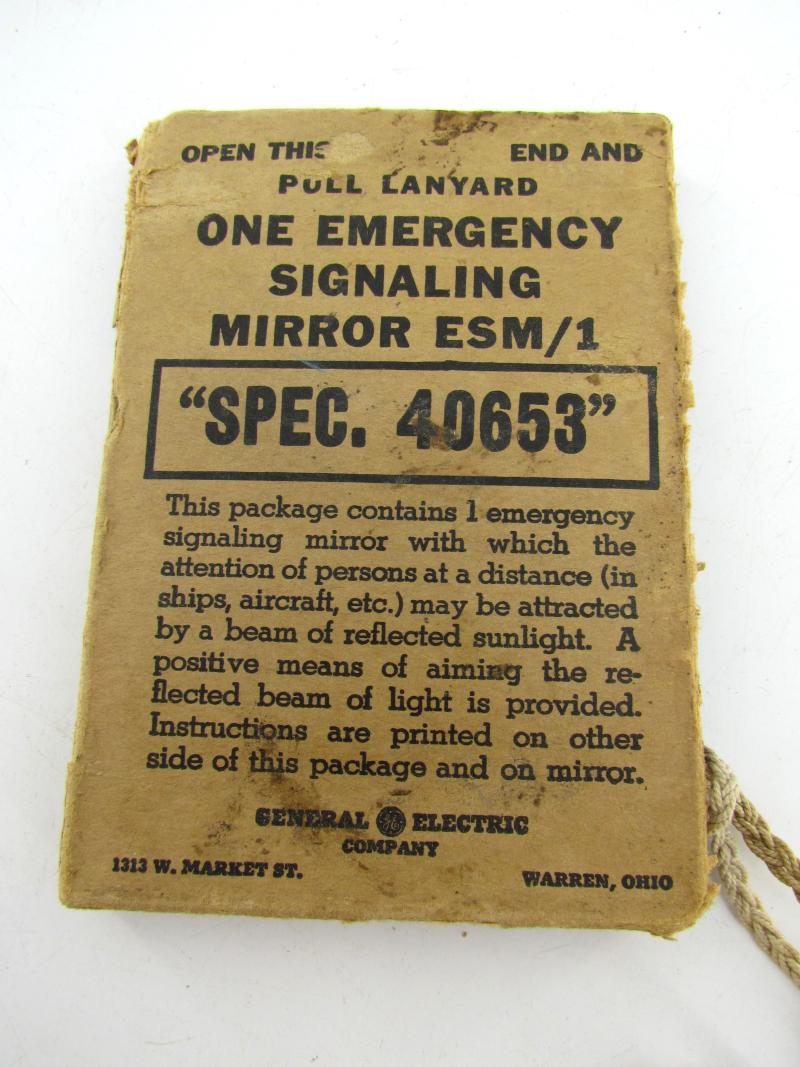 OPEN THIS END AND
PULL LANYARD
ONE EMERGENCY
SIGNALING
MIRROR ESM/1
"SPEC. 40653"
This package contains 1 emergency
signaling mirror with which the
attention of persons at a distance (in
ships, aircraft, etc.) may be attracted
by a beam of reflected sunlight. A
positive means of aiming the re-
flected beam of light is provided.
Instructions are printed on other
side of this package and on mirror.
GENERAL GE ELECTRIC
COMPANY
1313 W. MARKET ST. WARREN, OHIO